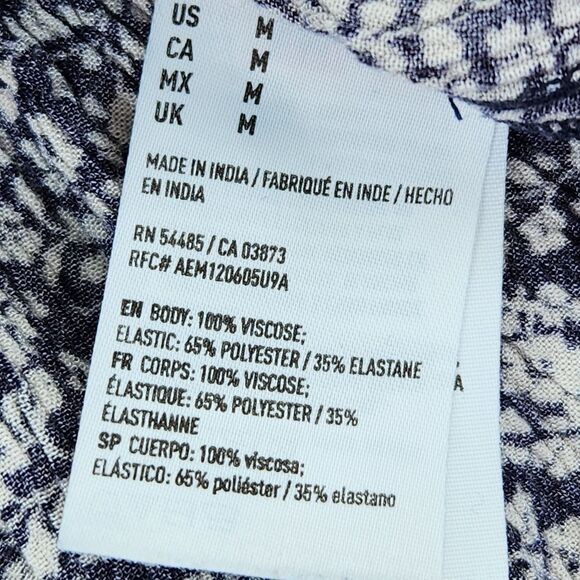 US M
CA M
MX M
UK M
MADE IN INDIA / FABRIQUÉ EN INDE / HECHO
EN INDIA
RN 54485 / CA 03873
RFC# AEM120605U9A
EN BODY: 100% VISCOSE;
ELASTIC: 65% POLYESTER / 35% ELASTANE
FR CORPS: 100% VISCOSE;
ÉLASTIQUE: 65% POLYESTER / 35%
ÉLASTHANNE
SP CUERPO: 100% viscosa;
ELÁSTICO: 65% poliéster / 35% elastano